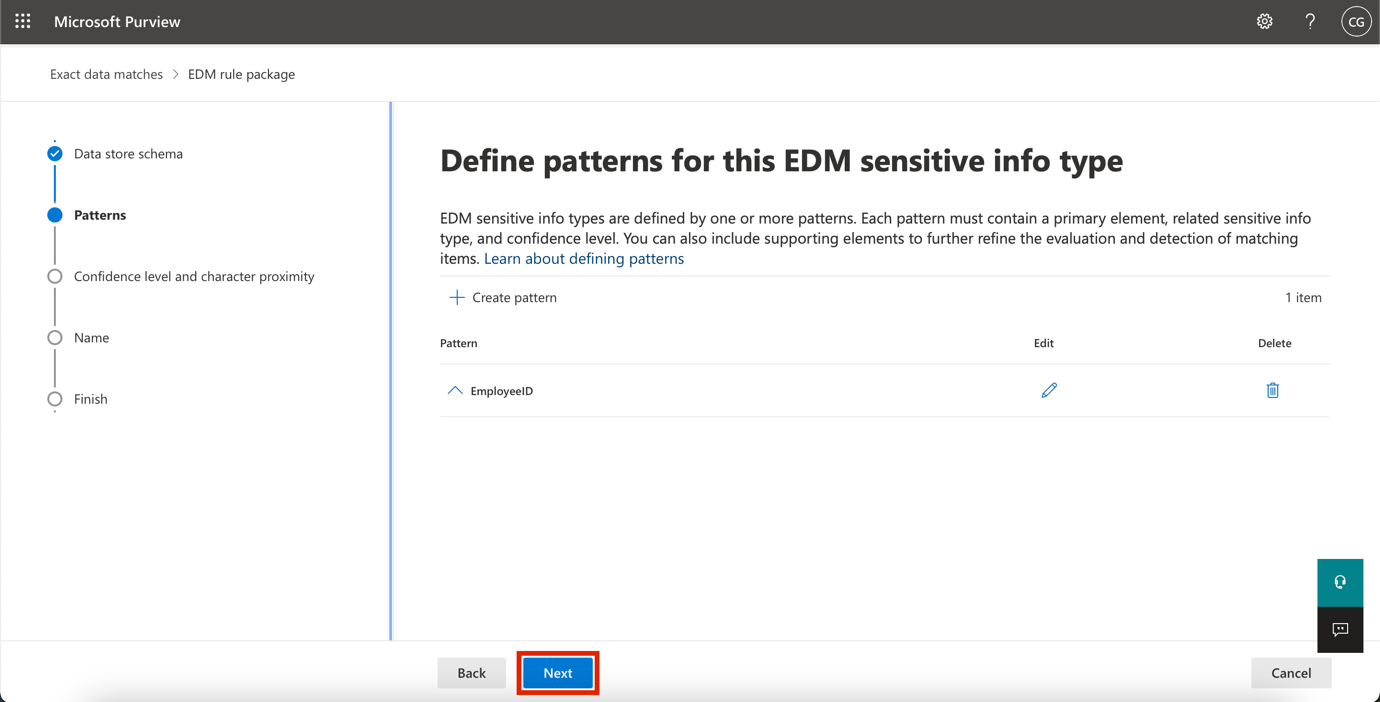 Microsoft Purview
?
CG
Exact data matches > EDM rule package
Data store schema
Patterns
Confidence level and character proximity
Name
Finish
Define patterns for this EDM sensitive info type
EDM sensitive info types are defined by one or more patterns. Each pattern must contain a primary element, related sensitive info
type, and confidence level. You can also include supporting elements to further refine the evaluation and detection of matching
items. Learn about defining patterns
+ Create pattern 1 item
Pattern Edit Delete
EmployeeID
Back Next Cancel